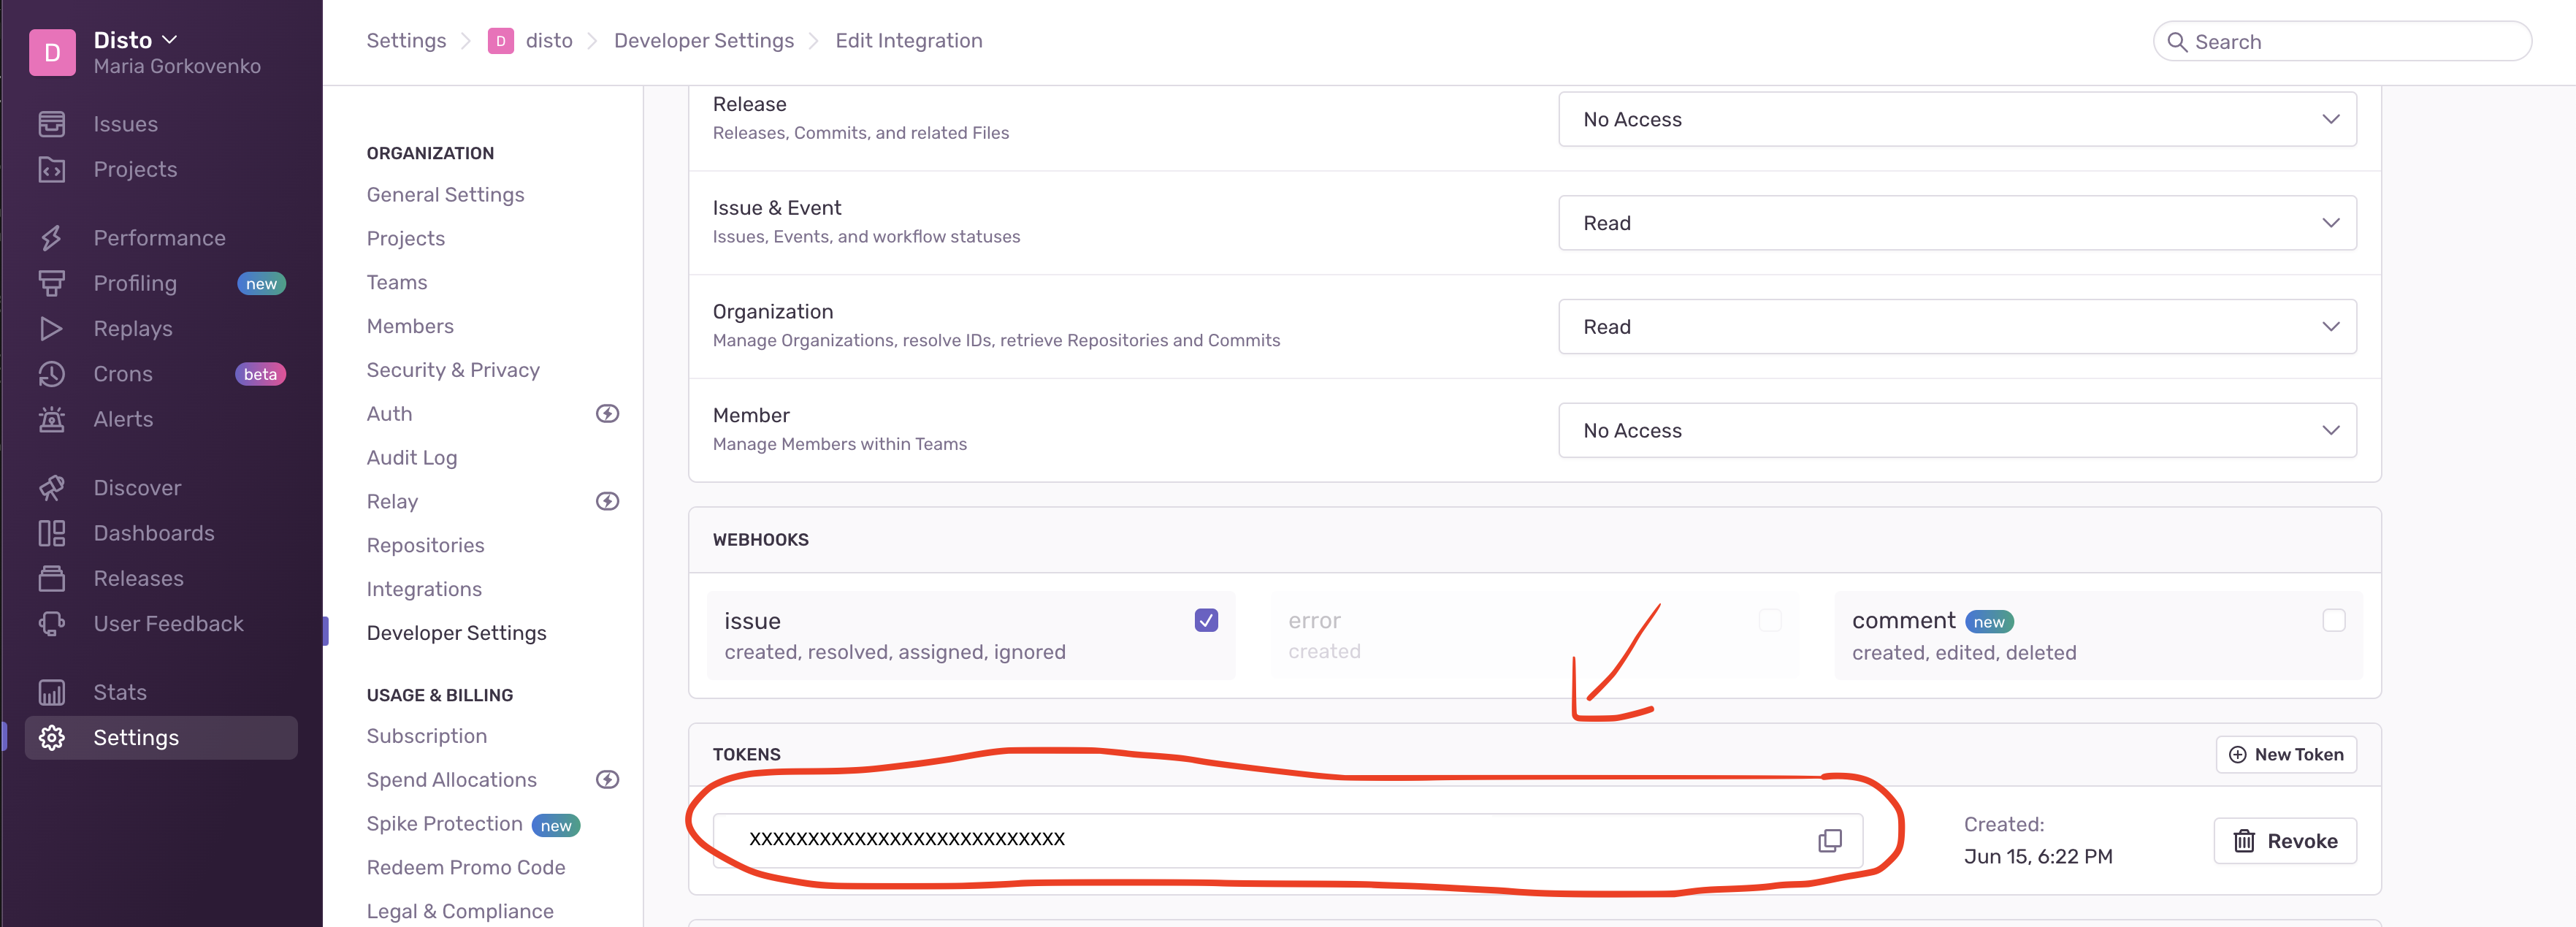 D
Disto
Maria Gorkovenko
Issues
Projects
Performance
Profiling new
Replays
Crons beta
Alerts
Discover
Dashboards
Releases
User Feedback
Stats
Settings
Settings D disto Developer Settings Edit Integration
Search
ORGANIZATION
General Settings
Projects
Teams
Members
Security & Privacy
Auth
Audit Log
Relay
Repositories
Integrations
Developer Settings
USAGE & BILLING
Subscription
Spend Allocations
Spike Protection new
Redeem Promo Code
Legal & Compliance
Release
Releases, Commits, and related Files
No Access
Issue & Event
Issues, Events, and workflow statuses
Read
Organization
Manage Organizations, resolve IDs, retrieve Repositories and Commits
Read
Member
Manage Members within Teams
No Access
WEBHOOKS
issue
created, resolved, assigned, ignored
error
created
comment new
created, edited, deleted
TOKENS
New Token
XXXXXXXXXXXXXXXXXXXXXXXXXXX
Created:
Jun 15, 6:22 PM
Revoke